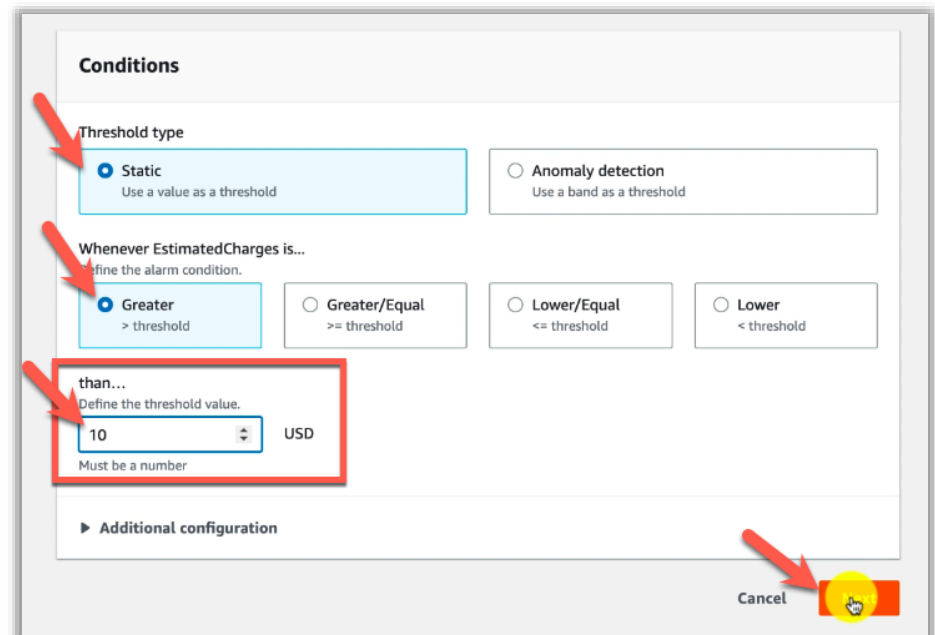 Conditions
Threshold type
Static
Use a value as a threshold
Anomaly detection
Use a band as a threshold
Whenever EstimatedCharges is...
Define the alarm condition.
Greater
> threshold
Greater/Equal
>= threshold
Lower/Equal
<= threshold
Lower
< threshold
than...
Define the threshold value.
10
USD
Must be a number
Additional configuration
Cancel
Next